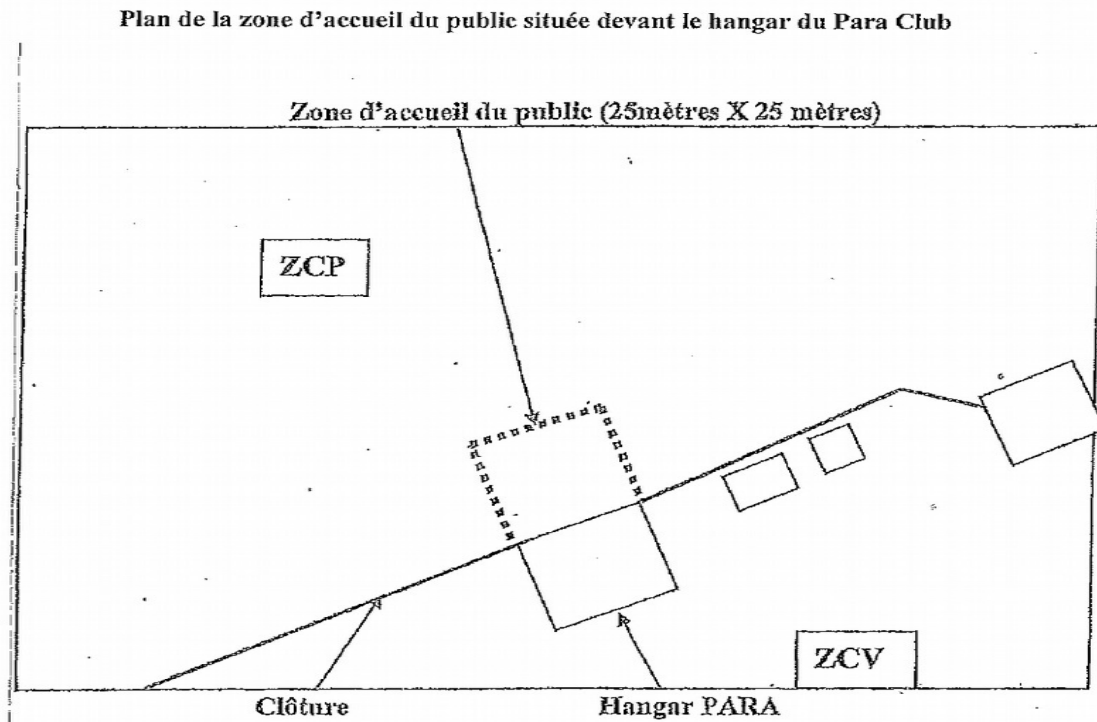 Plan de la zone d'accueil du public située devant le hangar du Para Club
Zone d'accueil du public (25mètres X 25 mètres)
ZCP
ZCV
Clôture
Hangar PARA